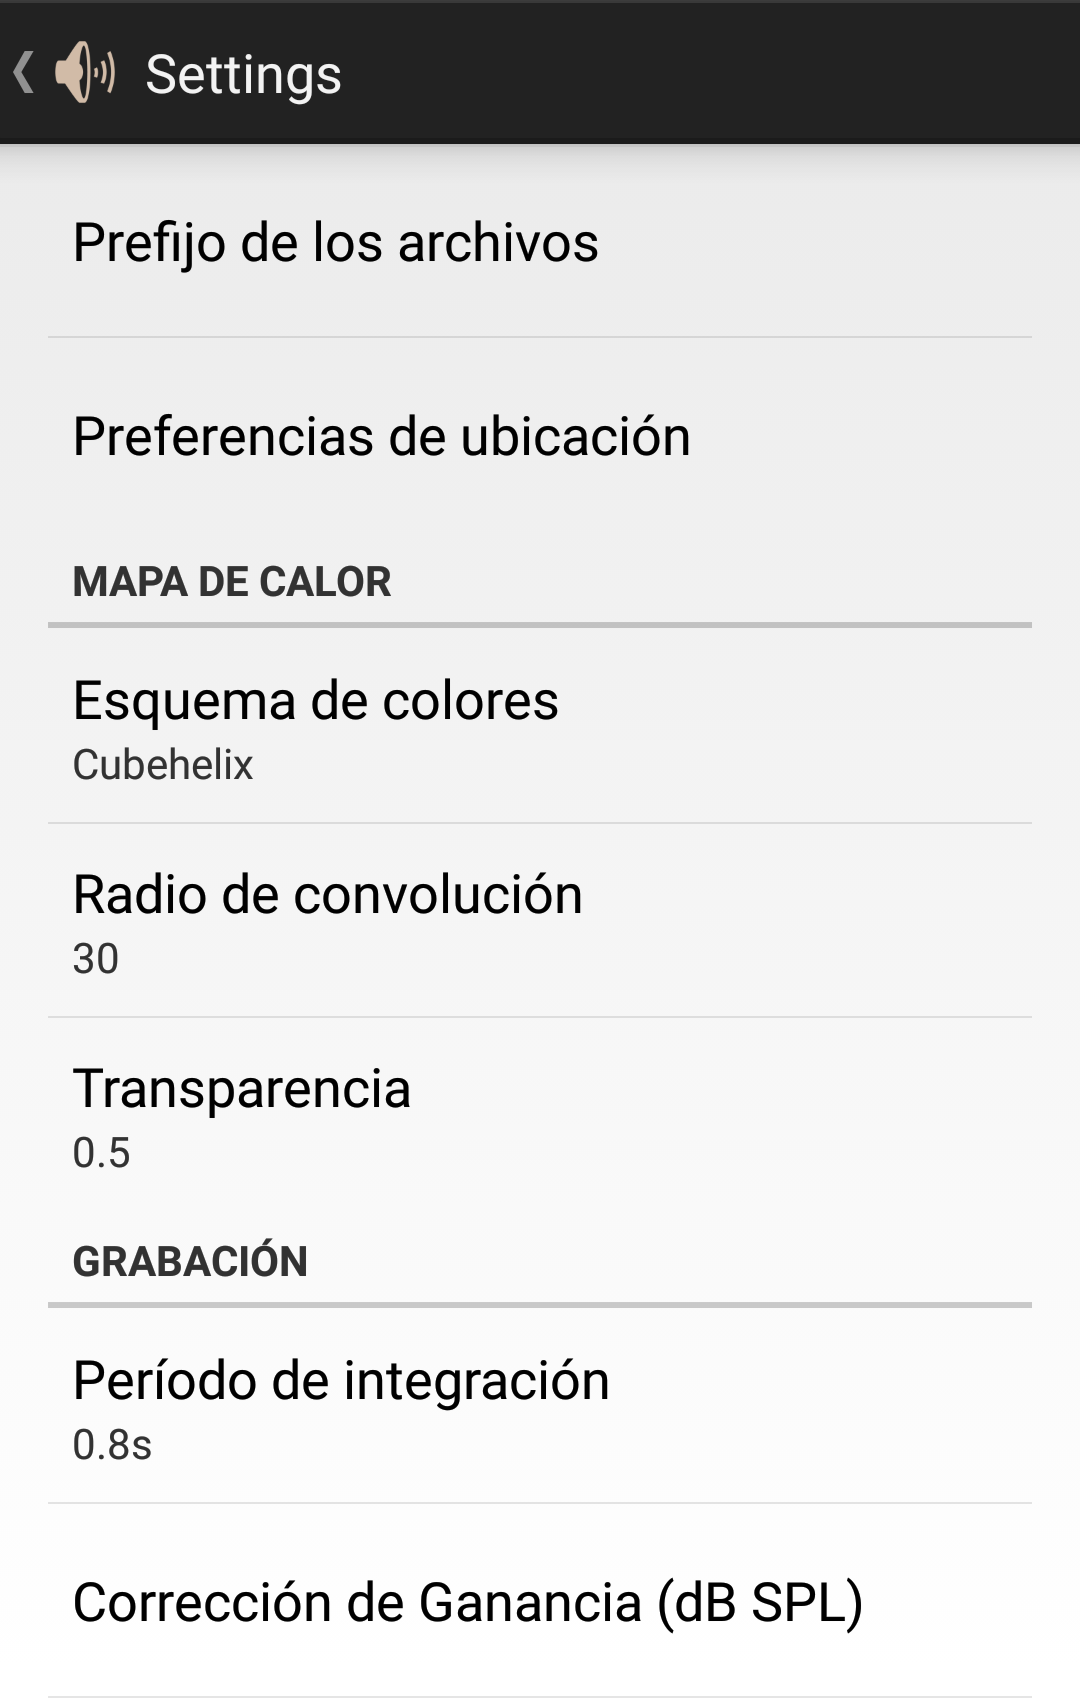 Settings
Prefijo de los archivos
Preferencias de ubicación
MAPA DE CALOR
Esquema de colores
Cubehelix
Radio de convolución
30
Transparencia
0.5
GRABACIÓN
Período de integración
0.8s
Corrección de Ganancia (dB SPL)